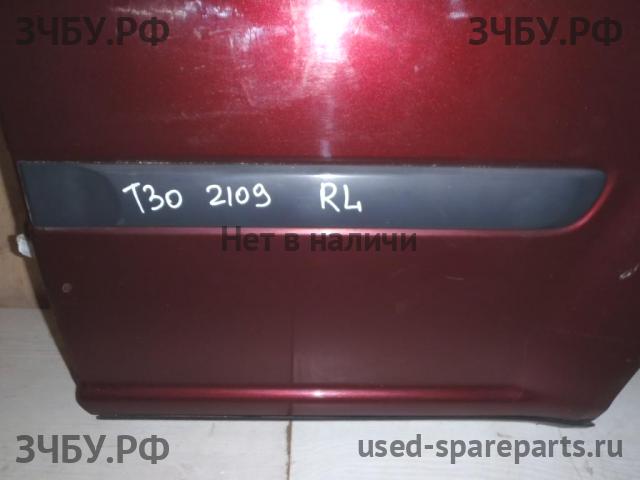 ЗЧБУ.РФ ЗЧБУ.РФ
T30 2109 RL
Нет в наличи
ЗЧБУ.РФ used-spareparts.ru